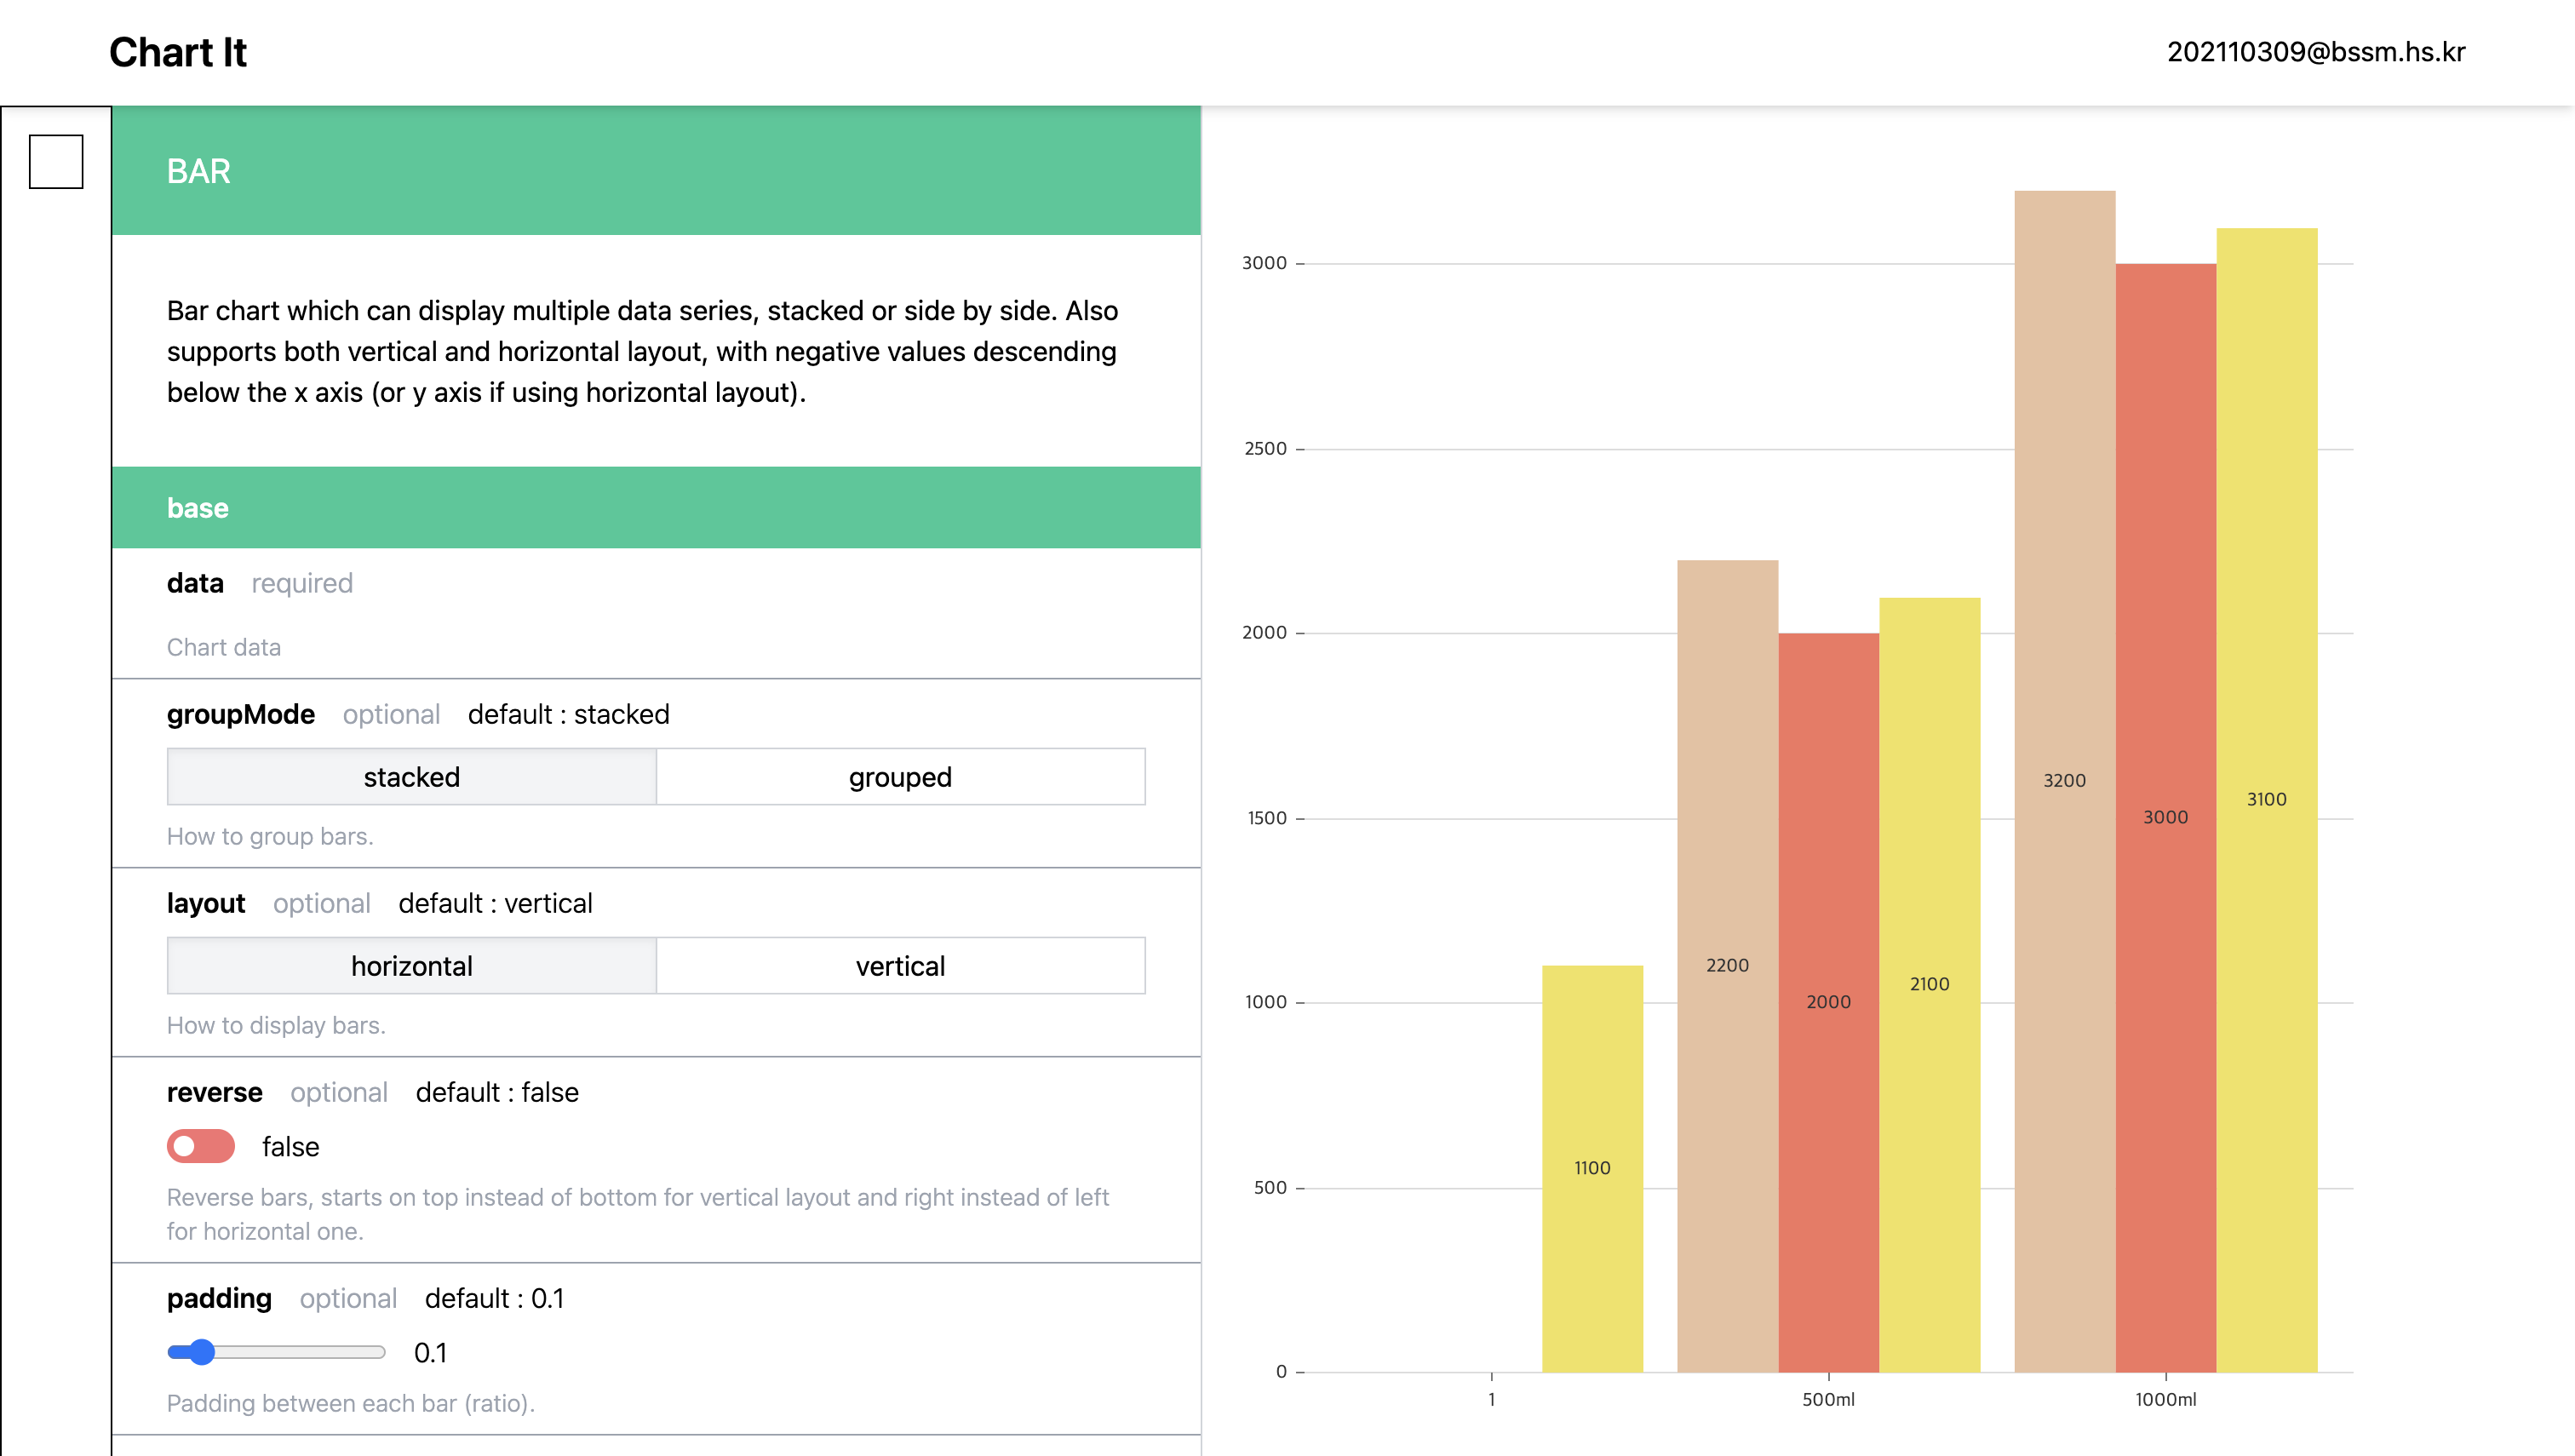 Chart It
202110309@bssm.hs.kr
BAR
Bar chart which can display multiple data series, stacked or side by side. Also
supports both vertical and horizontal layout, with negative values descending
below the x axis (or y axis if using horizontal layout).
base
data required
Chart data
groupMode optional default : stacked
stacked grouped
How to group bars.
layout optional default : vertical
horizontal vertical
How to display bars.
reverse optional default : false
false
Reverse bars, starts on top instead of bottom for vertical layout and right instead of left
for horizontal one.
padding optional default : 0.1
0.1
Padding between each bar (ratio).
3000
2500
2000
1500
1000
500
0
1100
2200
2000
2100
3200
3000
3100
1 500ml 1000ml